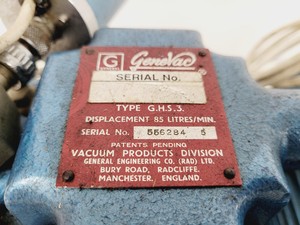 G Genevac
SERIAL No.
TYPE G.H.S.3.
DISPLACEMENT 85 LITRES/MIN.
SERIAL No. 556284 5
PATENTS PENDING
VACUUM PRODUCTS DIVISION
GENERAL ENGINEERING CO. (RAD) LTD.
BURY ROAD, RADCLIFFE.
MANCHESTER, ENGLAND.